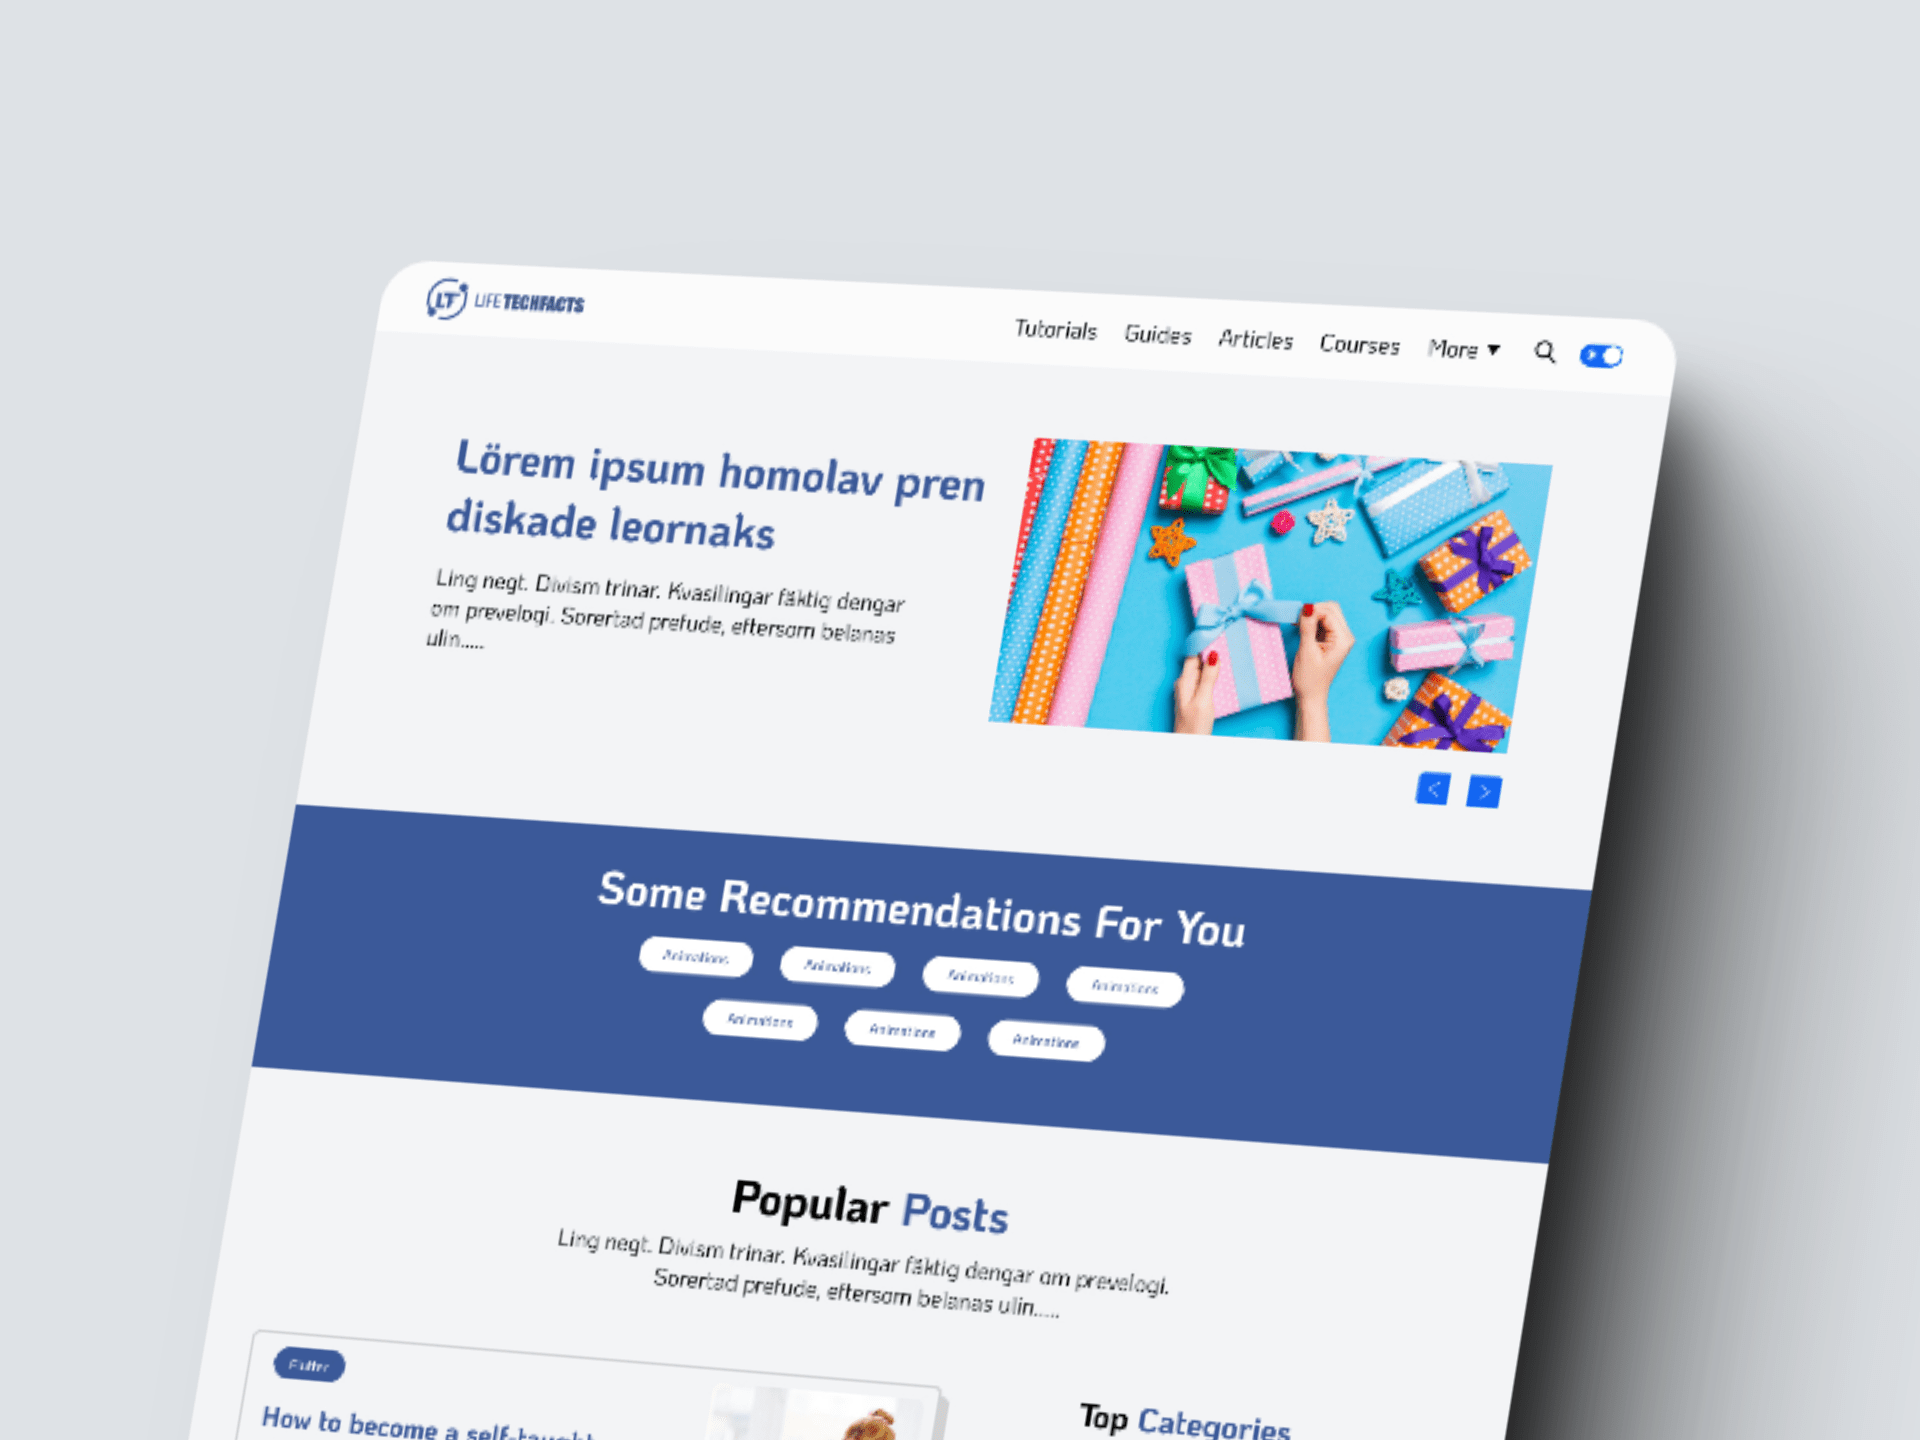 LT LIFETECHFACTS
Tutorials Guides Articles Courses More
Lörem ipsum homolav pren
diskade leornaks
Ling negt. Divism trinar. Kvasilingar fäktig dengar
om prevelogi. Sorertad prefude, eftersom belanas
ulin.....
Some Recommendations For You
Animations Animations Animations Animations
Animations Animations Animations
Popular Posts
Ling negt. Divism trinar. Kvasilingar fäktig dengar om prevelogi.
Sorertad prefude, eftersom belanas ulin.....
Flutter
How to become a self-taught
Top Categories